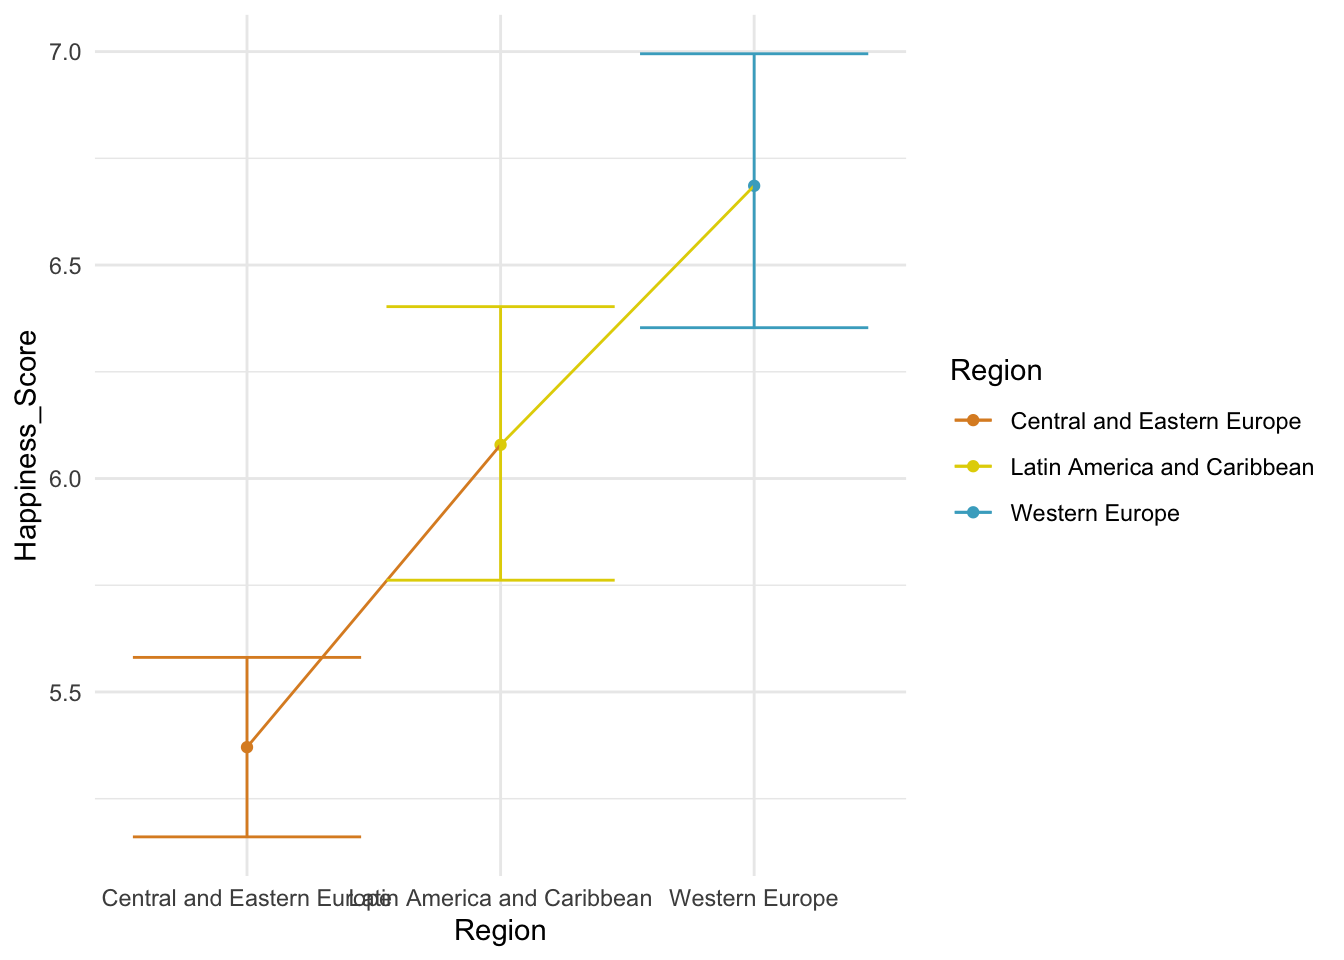 7.0
6.5
6.0
5.5
Happiness_Score
Central and Eastern Europe
Latin America and Caribbean
Western Europe
Region
Region
Central and Eastern Europe
Latin America and Caribbean
Western Europe